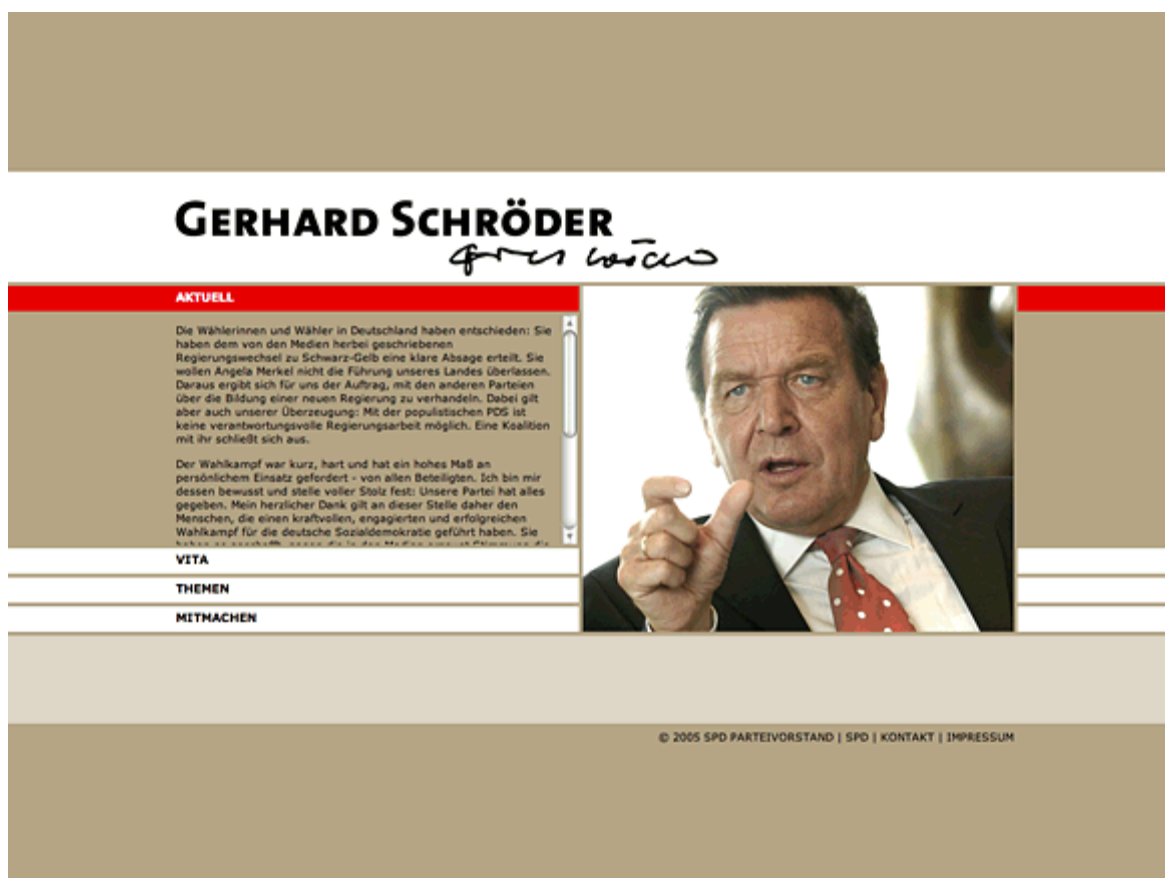 GERHARD SCHRÖDER
AKTUELL
Die Wählerinnen und Wähler in Deutschland haben entschieden: Sie
haben dem von den Medien herbei geschriebenen
Regierungswechsel zu Schwarz-Gelb eine klare Absage erteilt. Sie
wollen Angela Merkel nicht die Führung unseres Landes überlassen.
Daraus ergibt sich für uns der Auftrag, mit den anderen Parteien
über die Bildung einer neuen Regierung zu verhandeln. Dabei gilt
aber auch unserer Überzeugung: Mit der populistischen PDS ist
keine verantwortungsvolle Regierungsarbeit möglich. Eine Koalition
mit ihr schließt sich aus.
Der Wahlkampf war kurz, hart und hat ein hohes Maß an
persönlichem Einsatz gefordert - von allen Beteiligten. Ich bin mir
dessen bewusst und stelle voller Stolz fest: Unsere Partei hat alles
gegeben. Mein herzlicher Dank gilt an dieser Stelle daher den
Menschen, die einen kraftvollen, engagierten und erfolgreichen
Wahlkampf für die deutsche Sozialdemokratie geführt haben. Sie
VITA
THEMEN
MITMACHEN
© 2005 SPD PARTEIVORSTAND | SPD | KONTAKT | IMPRESSUM